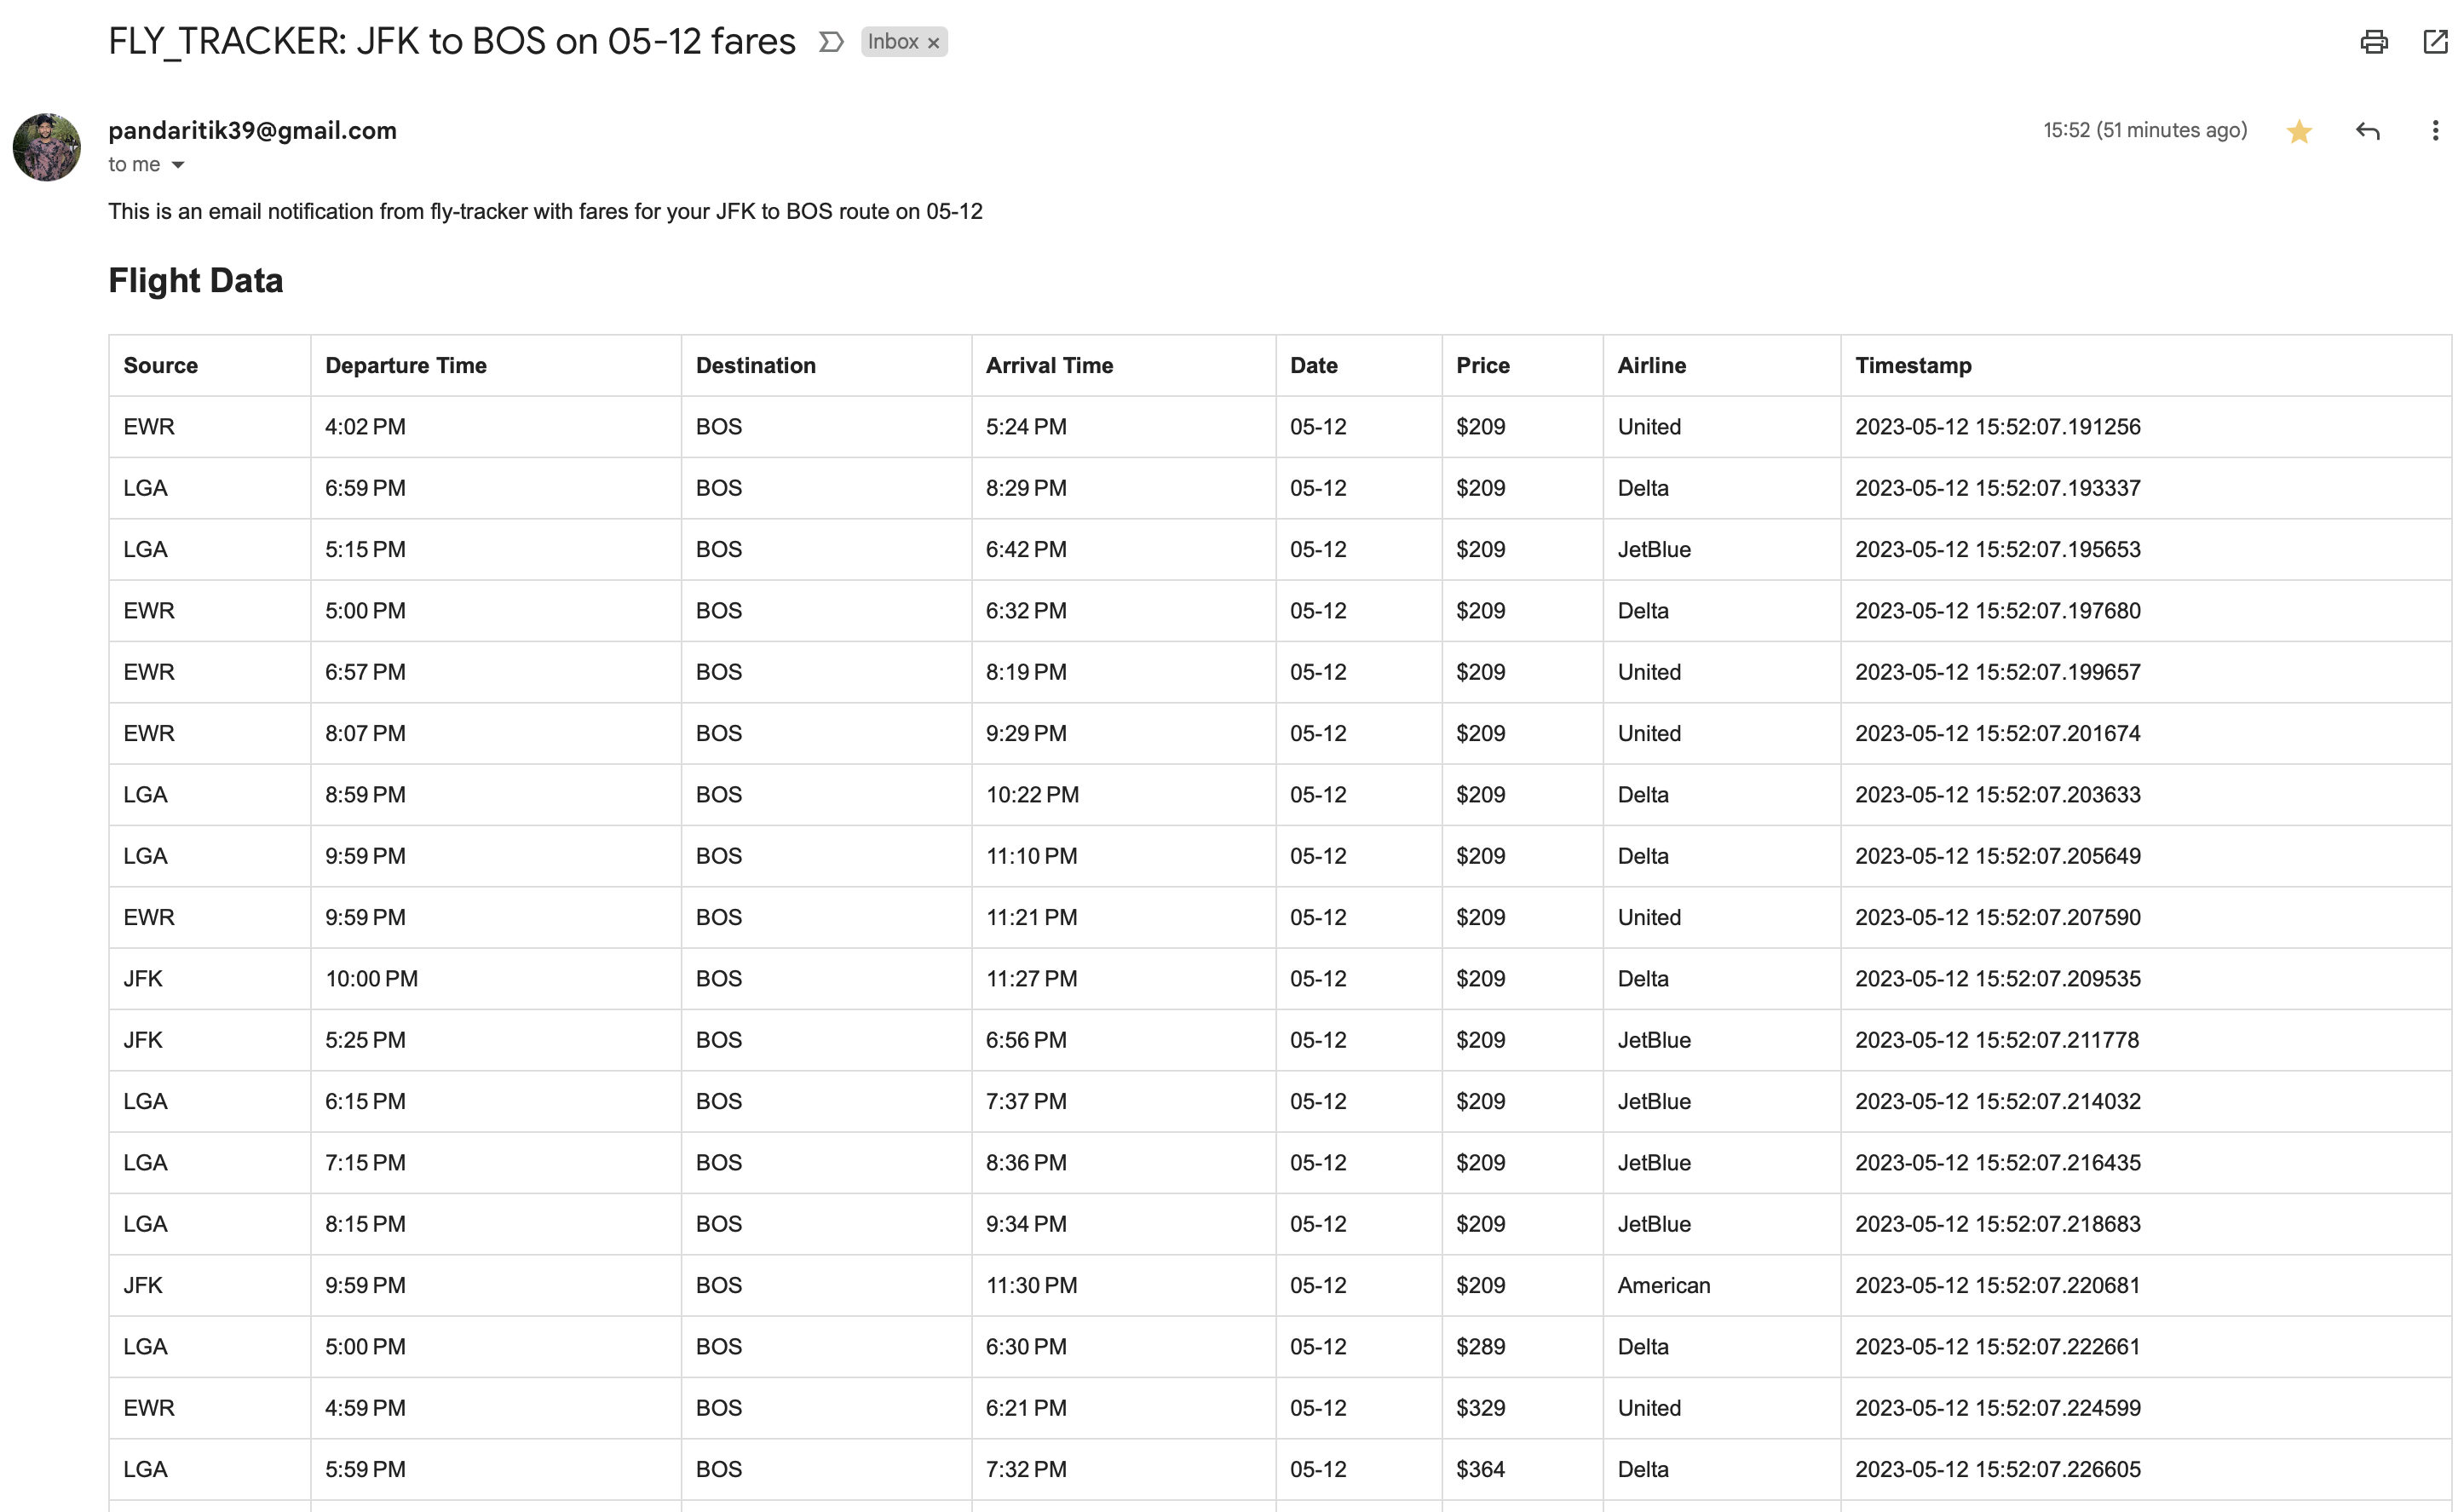 FLY_TRACKER: JFK to BOS on 05-12 fares Inbox ×
pandaritik39@gmail.com 15:52 (51 minutes ago)
to me
This is an email notification from fly-tracker with fares for your JFK to BOS route on 05-12
Flight Data
Source Departure Time Destination Arrival Time Date Price Airline Timestamp
EWR 4:02 PM BOS 5:24 PM 05-12 $209 United 2023-05-12 15:52:07.191256
LGA 6:59 PM BOS 8:29 PM 05-12 $209 Delta 2023-05-12 15:52:07.193337
LGA 5:15 PM BOS 6:42 PM 05-12 $209 JetBlue 2023-05-12 15:52:07.195653
EWR 5:00 PM BOS 6:32 PM 05-12 $209 Delta 2023-05-12 15:52:07.197680
EWR 6:57 PM BOS 8:19 PM 05-12 $209 United 2023-05-12 15:52:07.199657
EWR 8:07 PM BOS 9:29 PM 05-12 $209 United 2023-05-12 15:52:07.201674
LGA 8:59 PM BOS 10:22 PM 05-12 $209 Delta 2023-05-12 15:52:07.203633
LGA 9:59 PM BOS 11:10 PM 05-12 $209 Delta 2023-05-12 15:52:07.205649
EWR 9:59 PM BOS 11:21 PM 05-12 $209 United 2023-05-12 15:52:07.207590
JFK 10:00 PM BOS 11:27 PM 05-12 $209 Delta 2023-05-12 15:52:07.209535
JFK 5:25 PM BOS 6:56 PM 05-12 $209 JetBlue 2023-05-12 15:52:07.211778
LGA 6:15 PM BOS 7:37 PM 05-12 $209 JetBlue 2023-05-12 15:52:07.214032
LGA 7:15 PM BOS 8:36 PM 05-12 $209 JetBlue 2023-05-12 15:52:07.216435
LGA 8:15 PM BOS 9:34 PM 05-12 $209 JetBlue 2023-05-12 15:52:07.218683
JFK 9:59 PM BOS 11:30 PM 05-12 $209 American 2023-05-12 15:52:07.220681
LGA 5:00 PM BOS 6:30 PM 05-12 $289 Delta 2023-05-12 15:52:07.222661
EWR 4:59 PM BOS 6:21 PM 05-12 $329 United 2023-05-12 15:52:07.224599
LGA 5:59 PM BOS 7:32 PM 05-12 $364 Delta 2023-05-12 15:52:07.226605